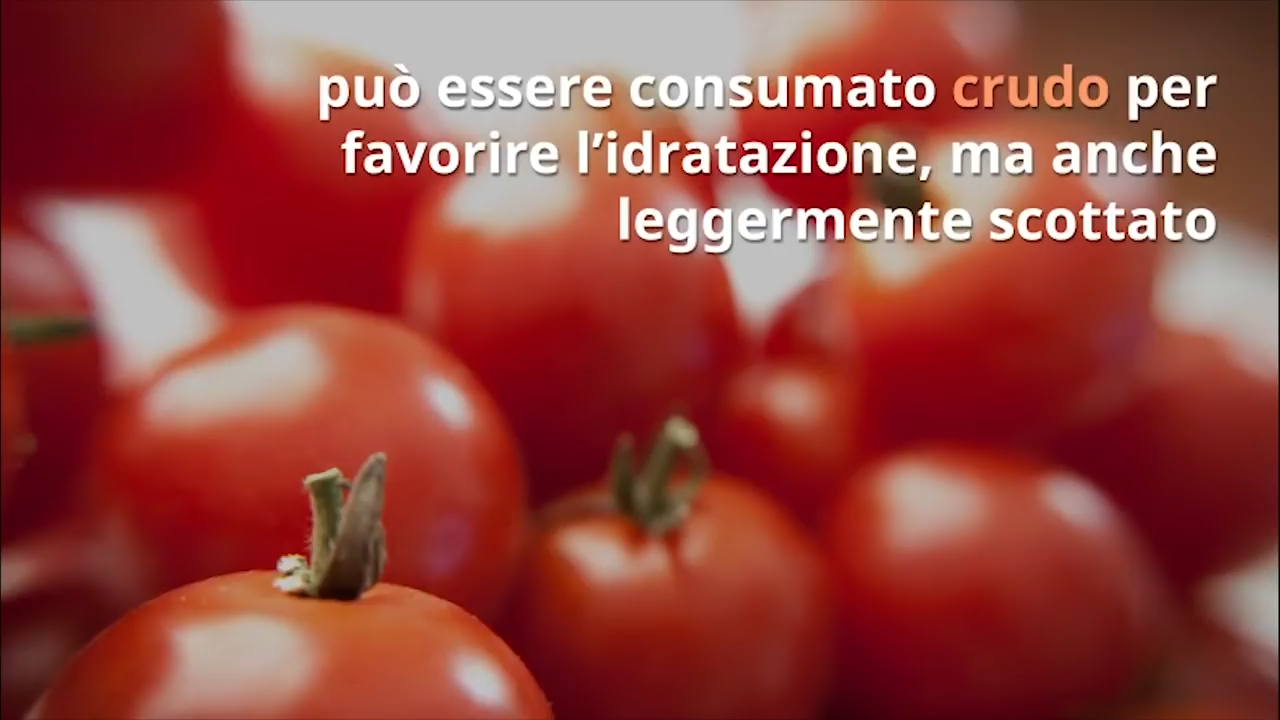 può essere consumato crudo per
favorire l’idratazione, ma anche
leggermente scottato